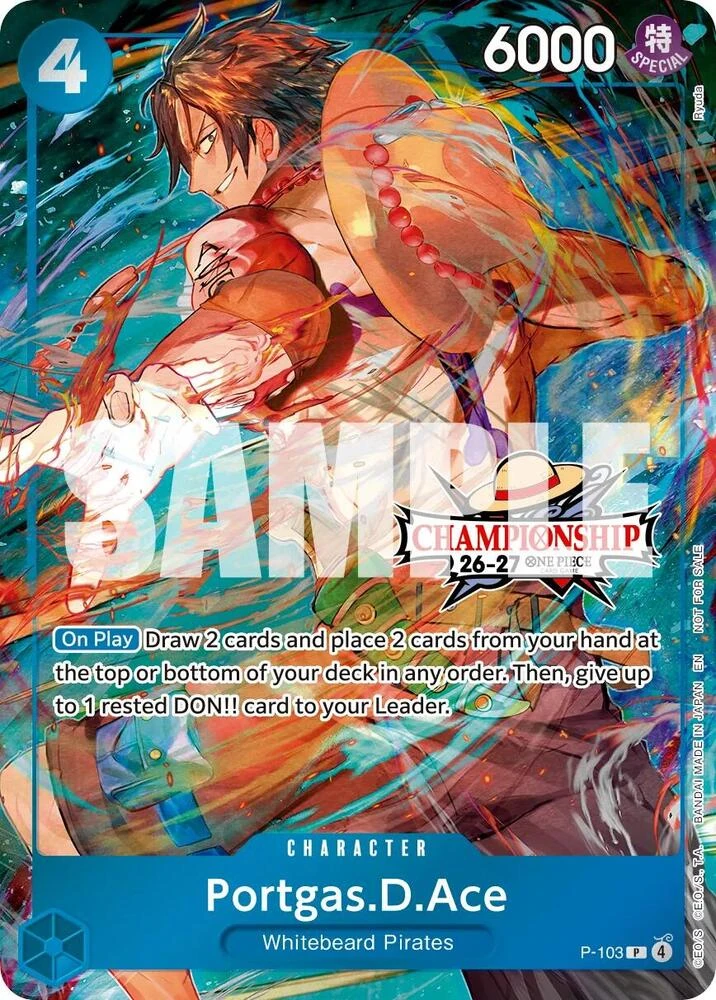 4
6000
特
SPECIAL
Ryuda
SAMPLE
CHAMPIONSHIP
26-27 ONE PIECE
CARD GAME
On Play Draw 2 cards and place 2 cards from your hand at
the top or bottom of your deck in any order. Then, give up
to 1 rested DON!! card to your Leader.
CHARACTER
Portgas.D.Ace
Whitebeard Pirates
P-103 P 4
©EO/S ©E.O./S., T.A. BANDAI MADE IN JAPAN EN NOT FOR SALE